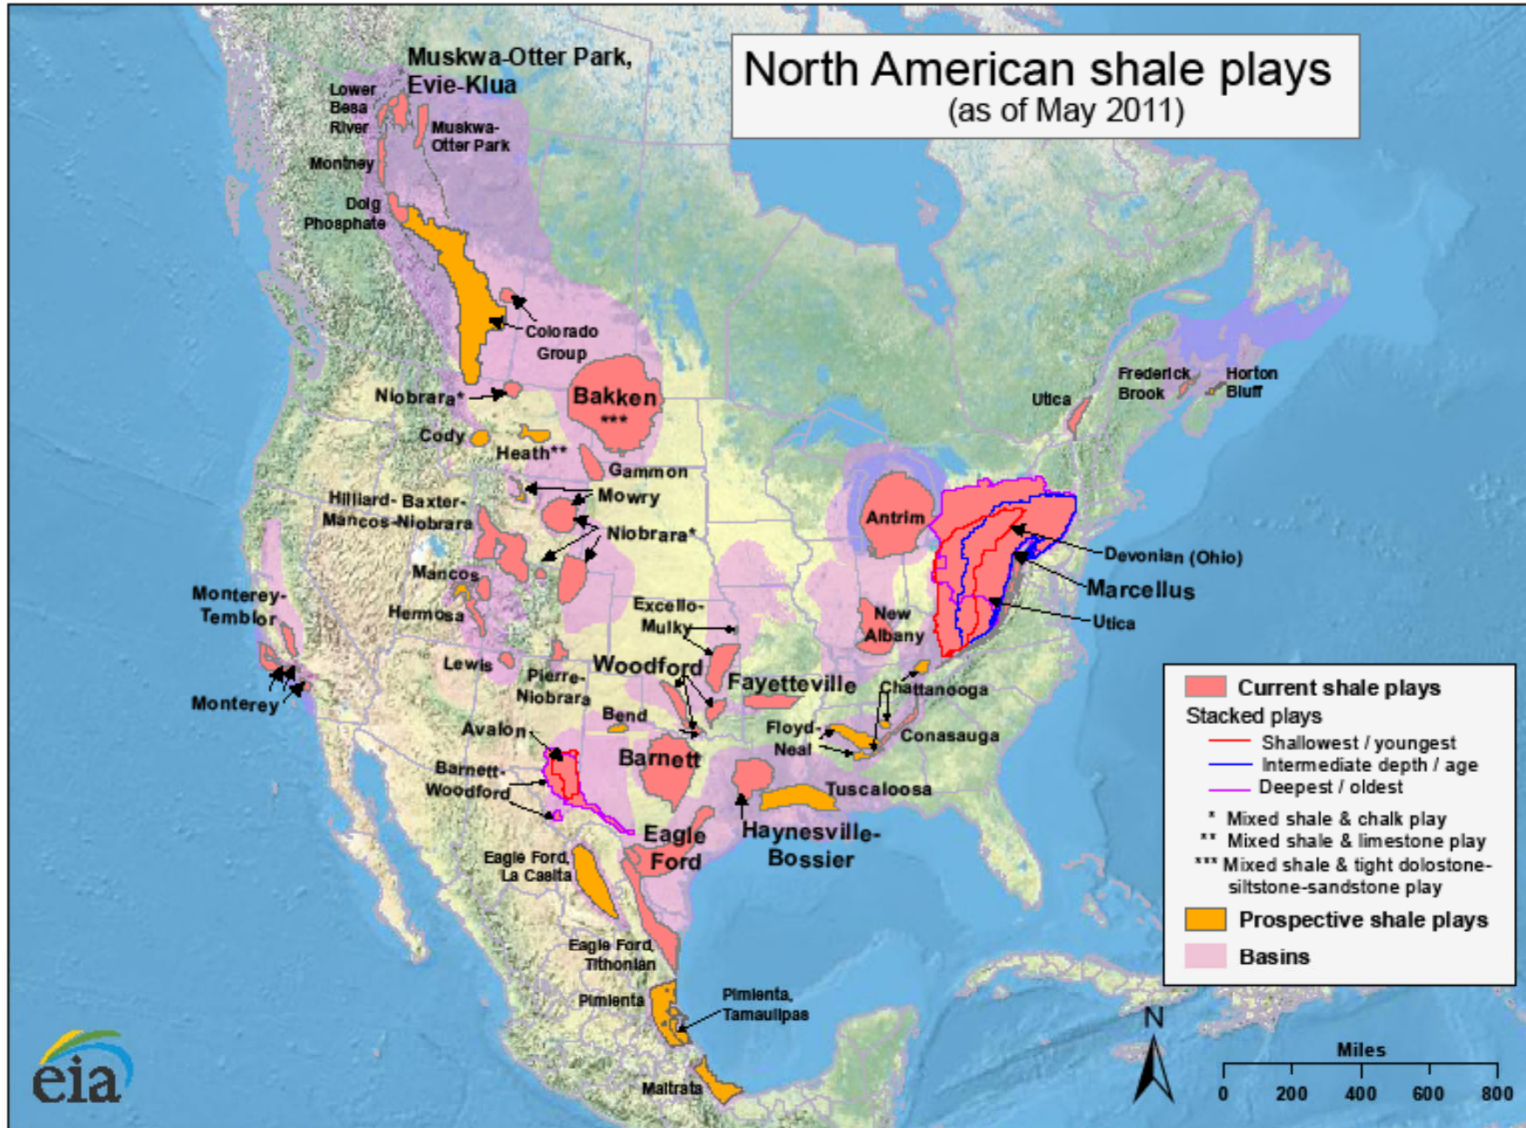 North American shale plays
(as of May 2011)
Muskwa-Otter Park,
Evie-Klua
Lower
Besa
River
Muskwa-
Otter Park
Montney
Doig
Phosphate
Colorado
Group
Niobrara*
Bakken
***
Cody
Heath**
Gammon
Mowry
Hilliard- Baxter-
Mancos-Niobrara
Niobrara*
Mancos
Hermosa
Monterey-
Temblor
Monterey
Lewis
Pierre-
Niobrara
Excello-
Mulky
Woodford
Fayetteville
Bend
Avalon
Barnett-
Woodford
Barnett
Eagle
Ford
Haynesville-
Bossier
Tuscaloosa
Floyd-
Neal
Conasauga
Chattanooga
New
Albany
Antrim
Utica
Frederick
Brook
Horton
Bluff
Devonian (Ohio)
Marcellus
Utica
Eagle Ford,
La Casita
Eagle Ford,
Tithonian
Pimienta
Pimienta,
Tamaulipas
Maltrata
Current shale plays
Stacked plays
Shallowest / youngest
Intermediate depth / age
Deepest / oldest
* Mixed shale & chalk play
** Mixed shale & limestone play
*** Mixed shale & tight dolostone-
siltstone-sandstone play
Prospective shale plays
Basins
N
Miles
0 200 400 600 800
eia